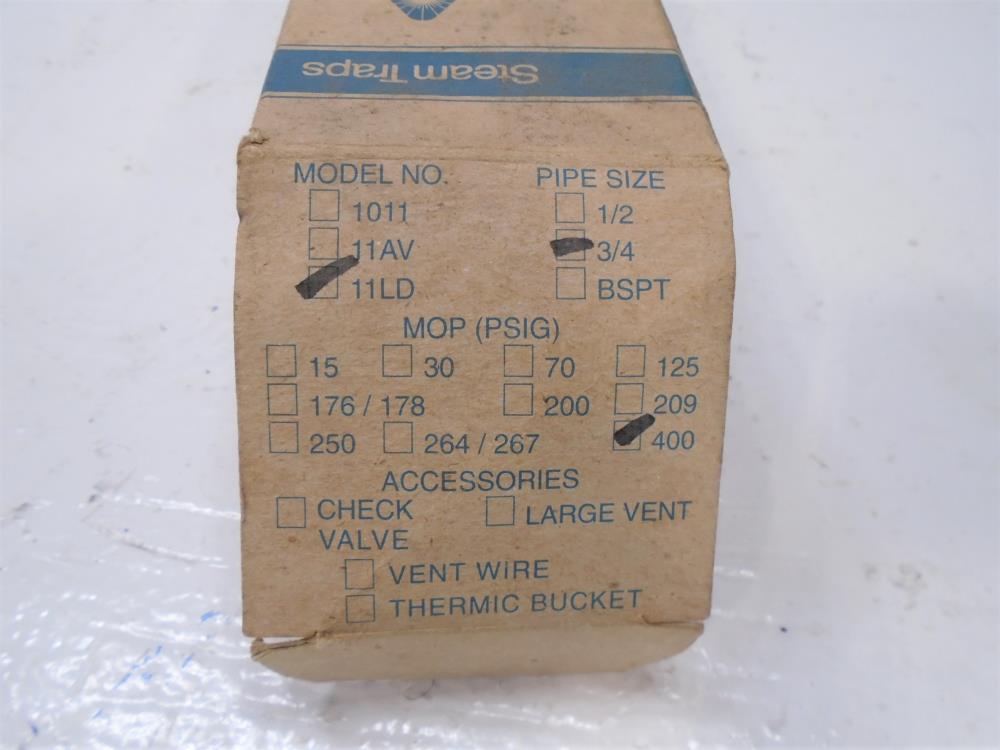 Steam Traps
MODEL NO. PIPE SIZE
1011 1/2
11AV 3/4
11LD BSPT
MOP (PSIG)
15 30 70 125
176 / 178 200 209
250 264 / 267 400
ACCESSORIES
CHECK VALVE LARGE VENT
VENT WIRE
THERMIC BUCKET